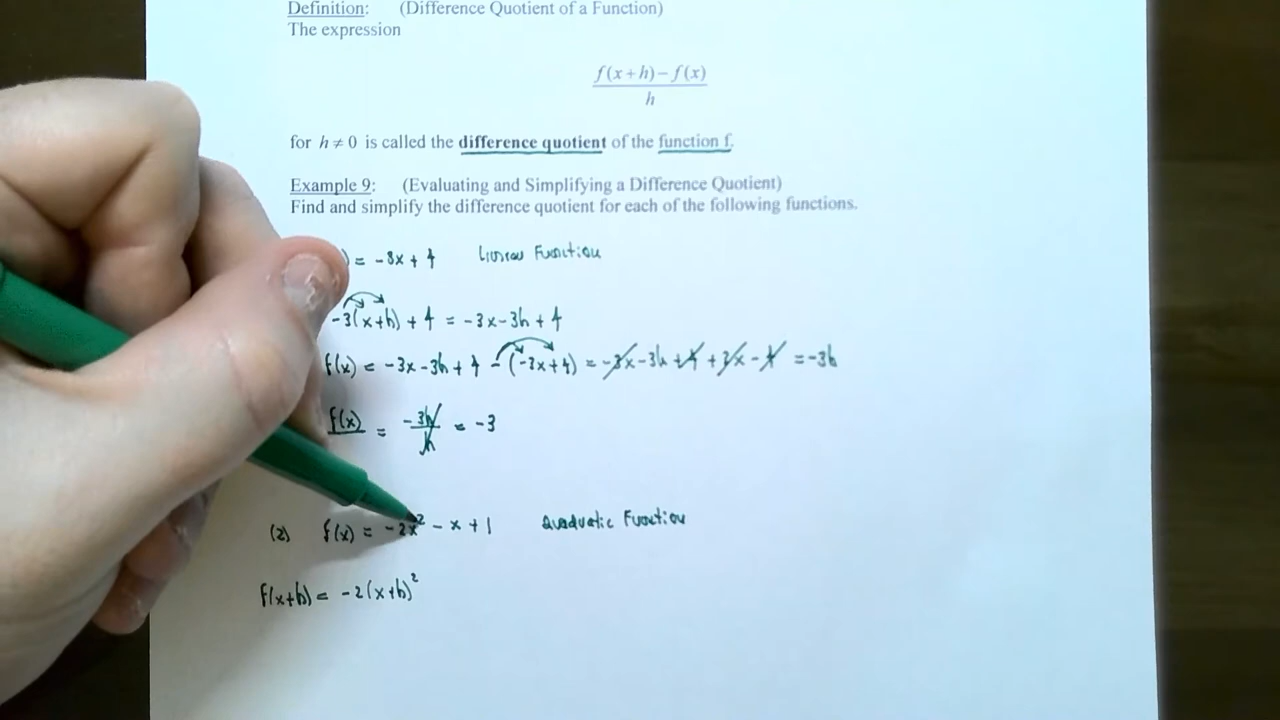 Definition: (Difference Quotient of a Function)
The expression
f(x+h)−f(x)
h
for h ≠ 0 is called the difference quotient of the function f.
Example 9: (Evaluating and Simplifying a Difference Quotient)
Find and simplify the difference quotient for each of the following functions.
) = -3x + 4 Linear Function
-3(x+h) + 4 = -3x-3h + 4
f(x) = -3x-3h + 4 - (-3x+4) = -3x-3h+4 + 3x-4 = -3h
f(x) = -3h/h = -3
(2) f(x) = -2x² - x + 1 Quadratic Function
f(x+h) = -2(x+h)²